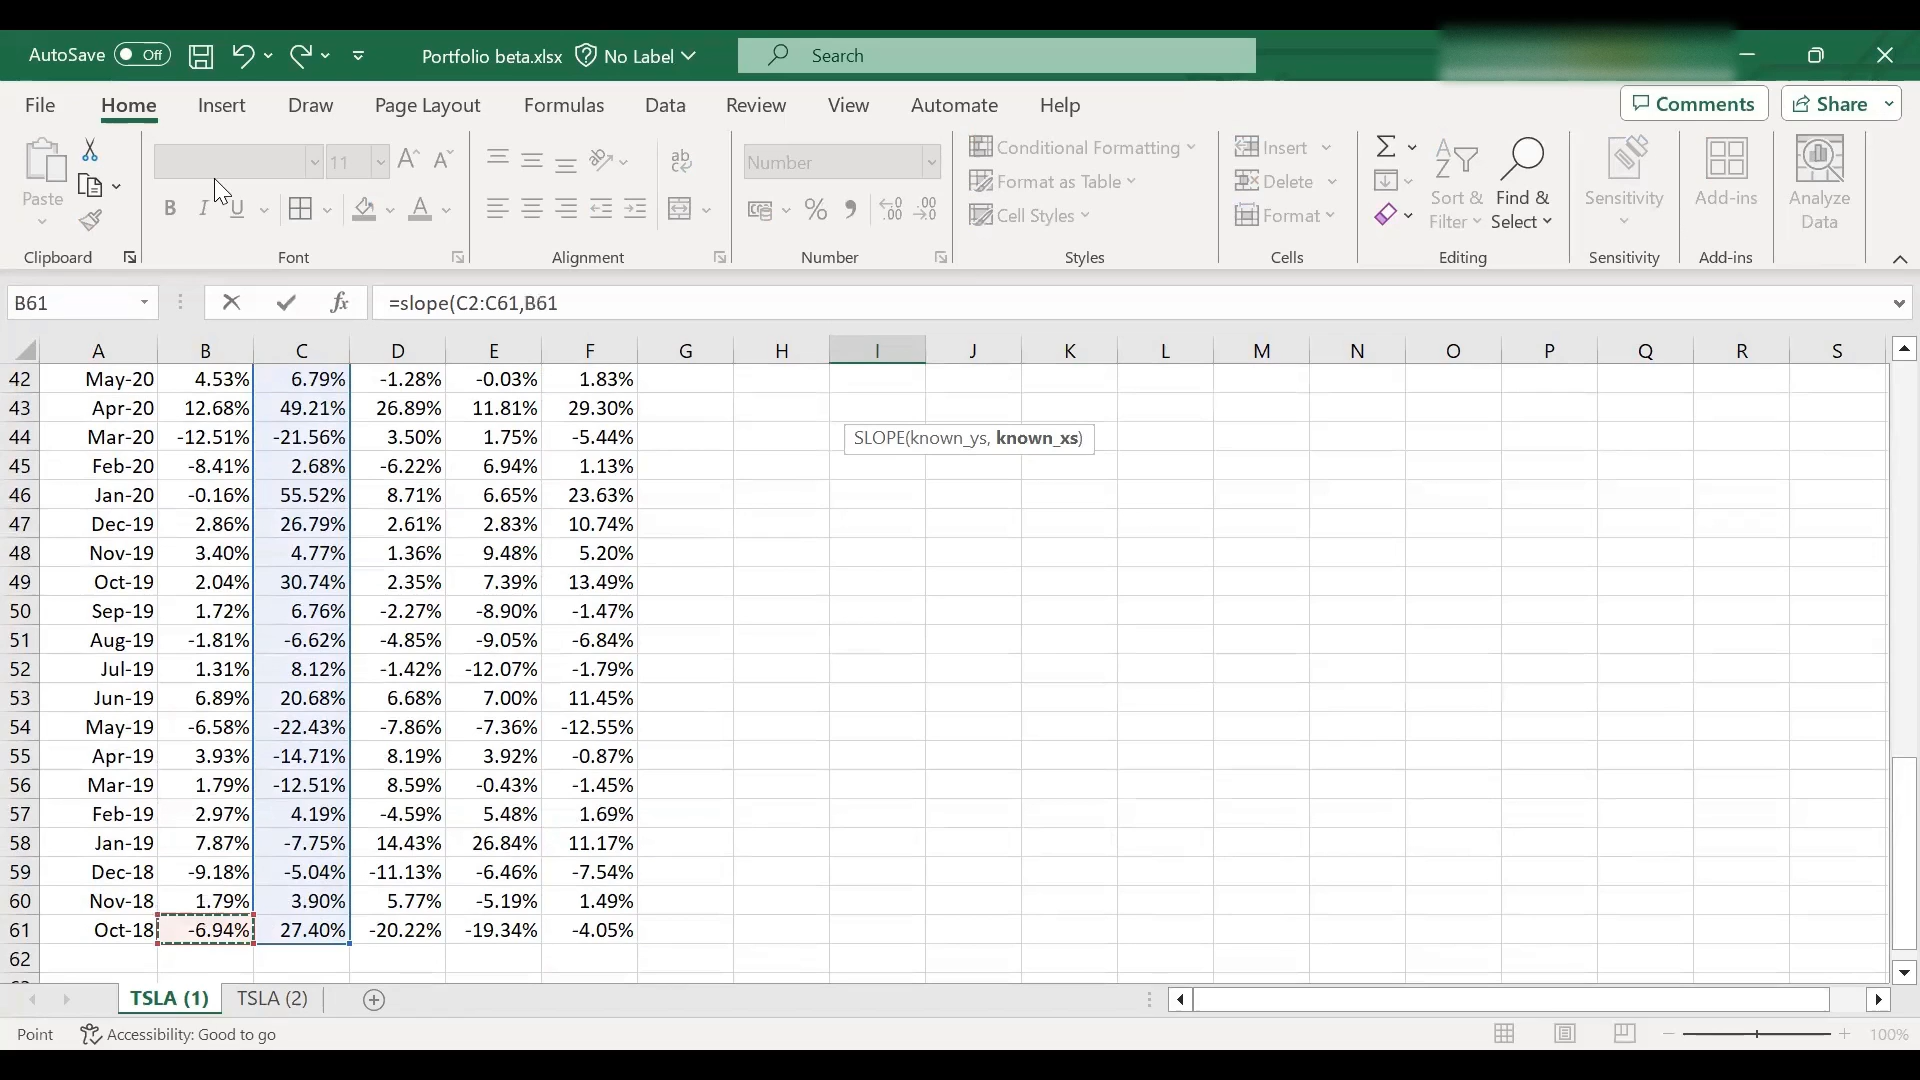 AutoSave Off Portfolio beta.xlsx No Label Search
File Home Insert Draw Page Layout Formulas Data Review View Automate Help Comments Share
Paste
Clipboard
11
B I U
Font
ab
Alignment
Number
Number
Conditional Formatting
Format as Table
Cell Styles
Styles
Insert
Delete
Format
Cells
Sort & Filter
Find & Select
Editing
Sensitivity
Sensitivity
Add-ins
Add-ins
Analyze Data
B61 fx =slope(C2:C61,B61
A B C D E F G H I J K L M N O P Q R S
42 May-20 4.53% 6.79% -1.28% -0.03% 1.83%
43 Apr-20 12.68% 49.21% 26.89% 11.81% 29.30%
44 Mar-20 -12.51% -21.56% 3.50% 1.75% -5.44%
SLOPE(known_ys, known_xs)
45 Feb-20 -8.41% 2.68% -6.22% 6.94% 1.13%
46 Jan-20 -0.16% 55.52% 8.71% 6.65% 23.63%
47 Dec-19 2.86% 26.79% 2.61% 2.83% 10.74%
48 Nov-19 3.40% 4.77% 1.36% 9.48% 5.20%
49 Oct-19 2.04% 30.74% 2.35% 7.39% 13.49%
50 Sep-19 1.72% 6.76% -2.27% -8.90% -1.47%
51 Aug-19 -1.81% -6.62% -4.85% -9.05% -6.84%
52 Jul-19 1.31% 8.12% -1.42% -12.07% -1.79%
53 Jun-19 6.89% 20.68% 6.68% 7.00% 11.45%
54 May-19 -6.58% -22.43% -7.86% -7.36% -12.55%
55 Apr-19 3.93% -14.71% 8.19% 3.92% -0.87%
56 Mar-19 1.79% -12.51% 8.59% -0.43% -1.45%
57 Feb-19 2.97% 4.19% -4.59% 5.48% 1.69%
58 Jan-19 7.87% -7.75% 14.43% 26.84% 11.17%
59 Dec-18 -9.18% -5.04% -11.13% -6.46% -7.54%
60 Nov-18 1.79% 3.90% 5.77% -5.19% 1.49%
61 Oct-18 -6.94% 27.40% -20.22% -19.34% -4.05%
62
TSLA (1) TSLA (2)
Point Accessibility: Good to go 100%